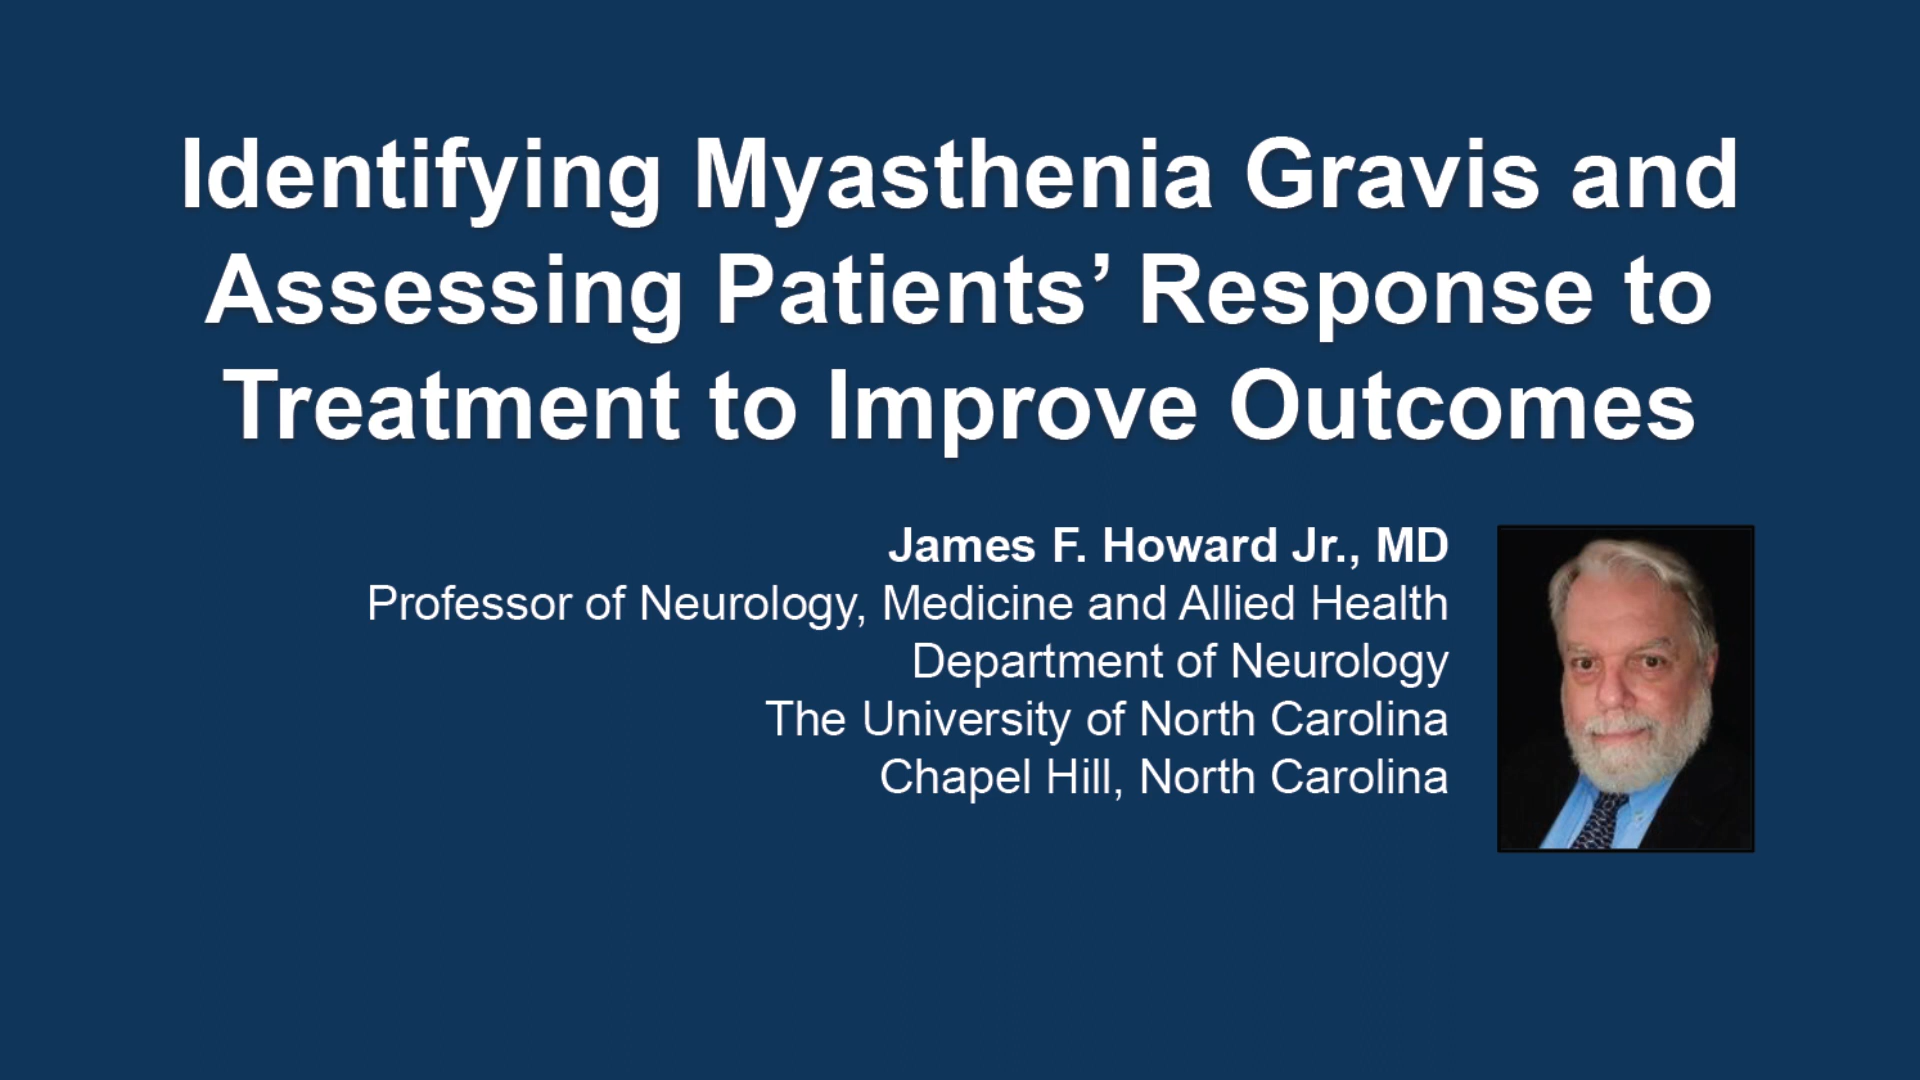 Identifying Myasthenia Gravis and
Assessing Patients’ Response to
Treatment to Improve Outcomes
James F. Howard Jr., MD
Professor of Neurology, Medicine and Allied Health
Department of Neurology
The University of North Carolina
Chapel Hill, North Carolina